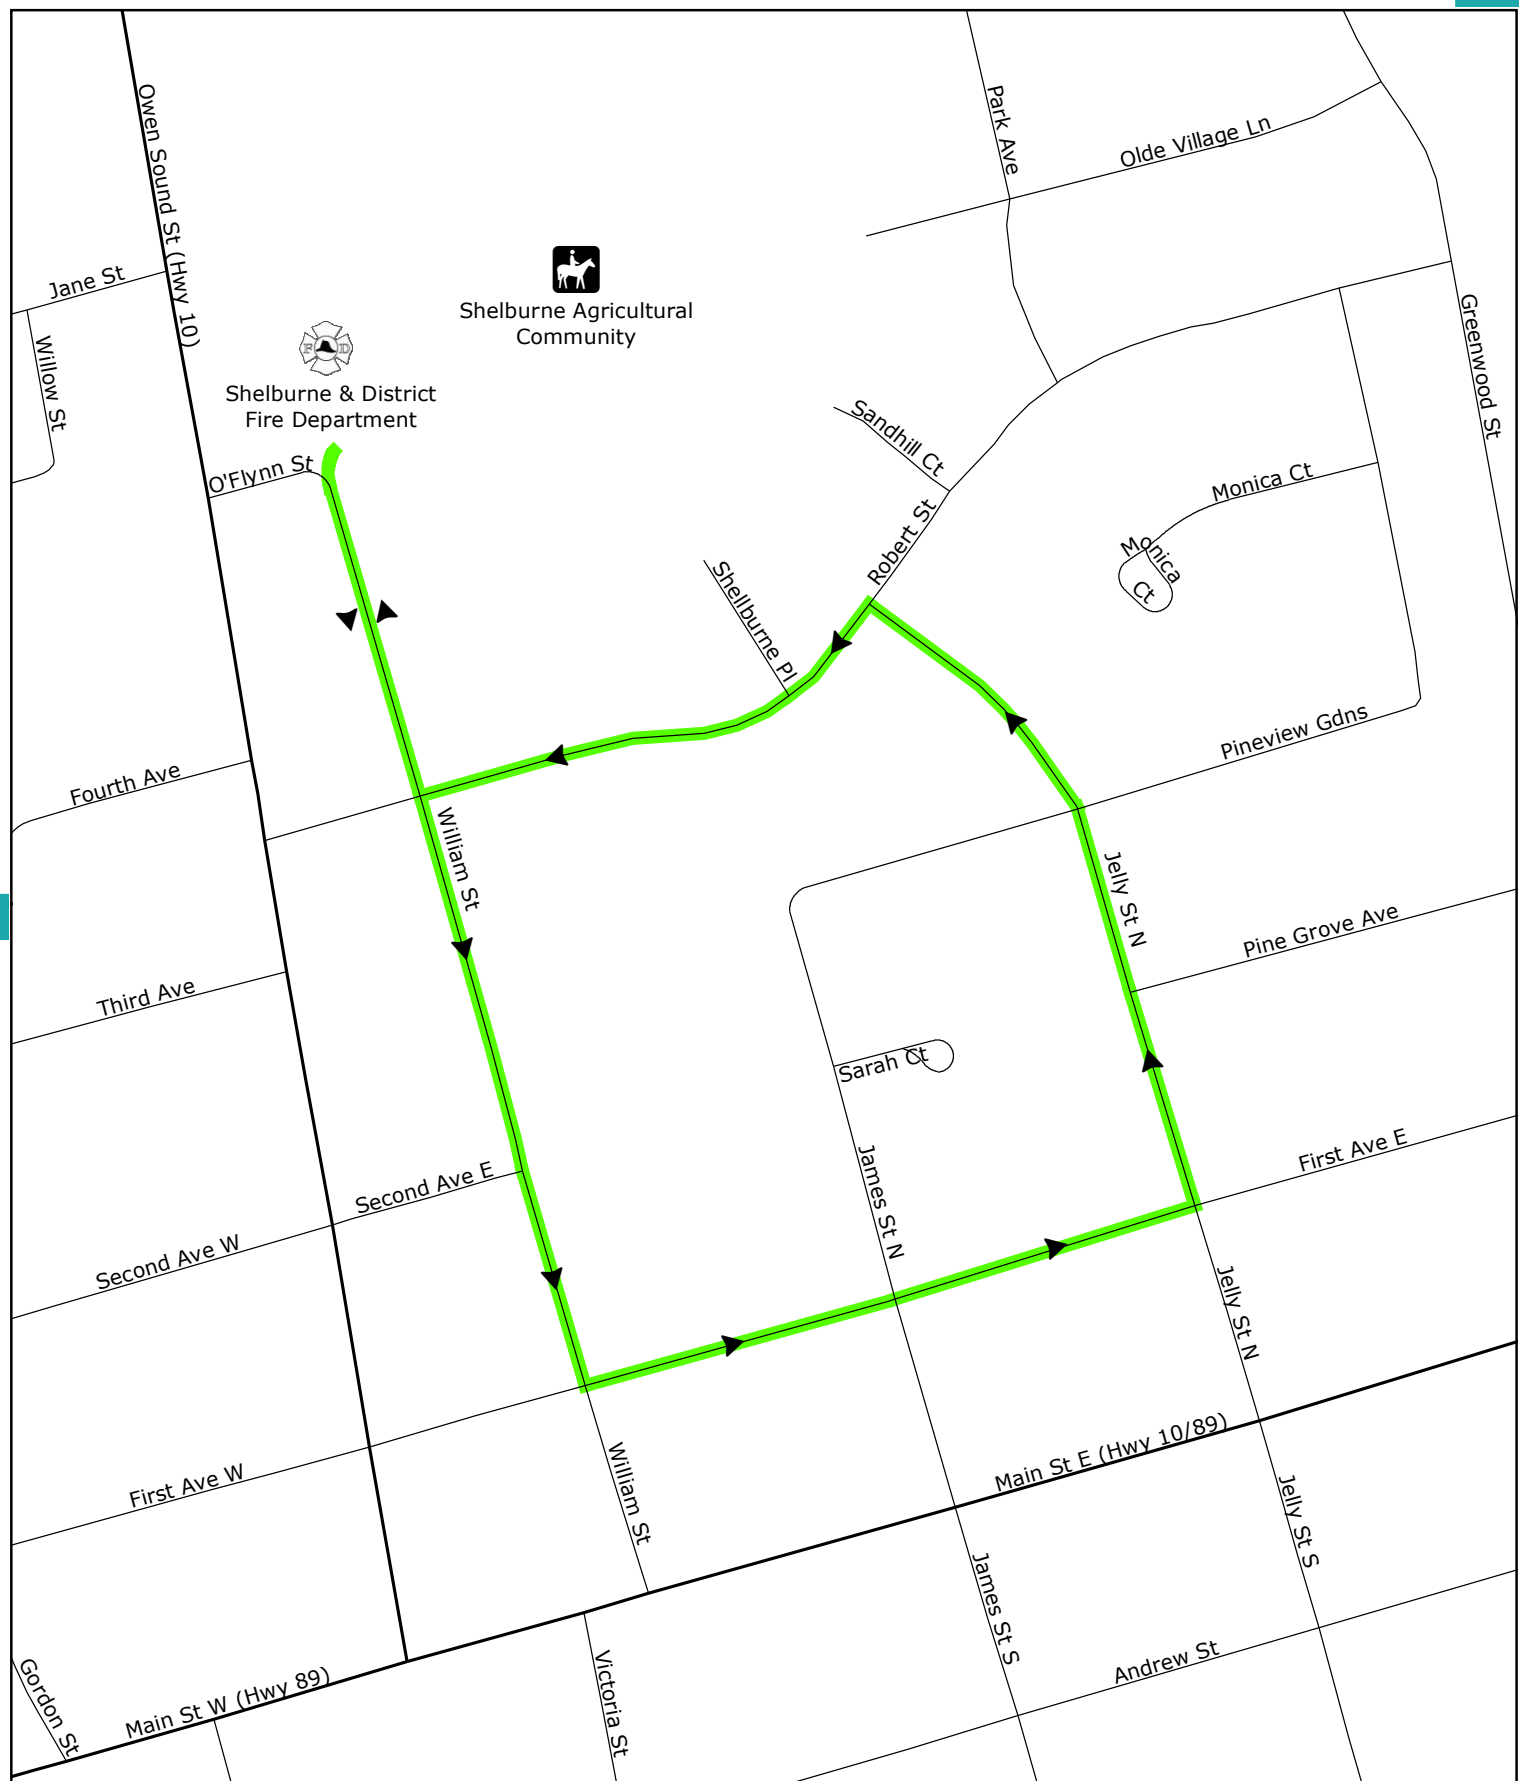 Owen Sound St (Hwy 10)
Park Ave
Olde Village Ln
Jane St
Willow St
Shelburne Agricultural
Community
Greenwood St
F D
Shelburne & District
Fire Department
Sandhill Ct
O'Flynn St
Monica Ct
Robert St
Monica
Ct
Shellburne Pl
Pineview Gdns
Fourth Ave
William St
Jelly St N
Pine Grove Ave
Third Ave
Sarah Ct
First Ave E
James St N
Second Ave E
Second Ave W
Jelly St N
Main St E (Hwy 10/89)
First Ave W
William St
Jelly St S
James St S
Andrew St
Victoria St
Gordon St
Main St W (Hwy 89)